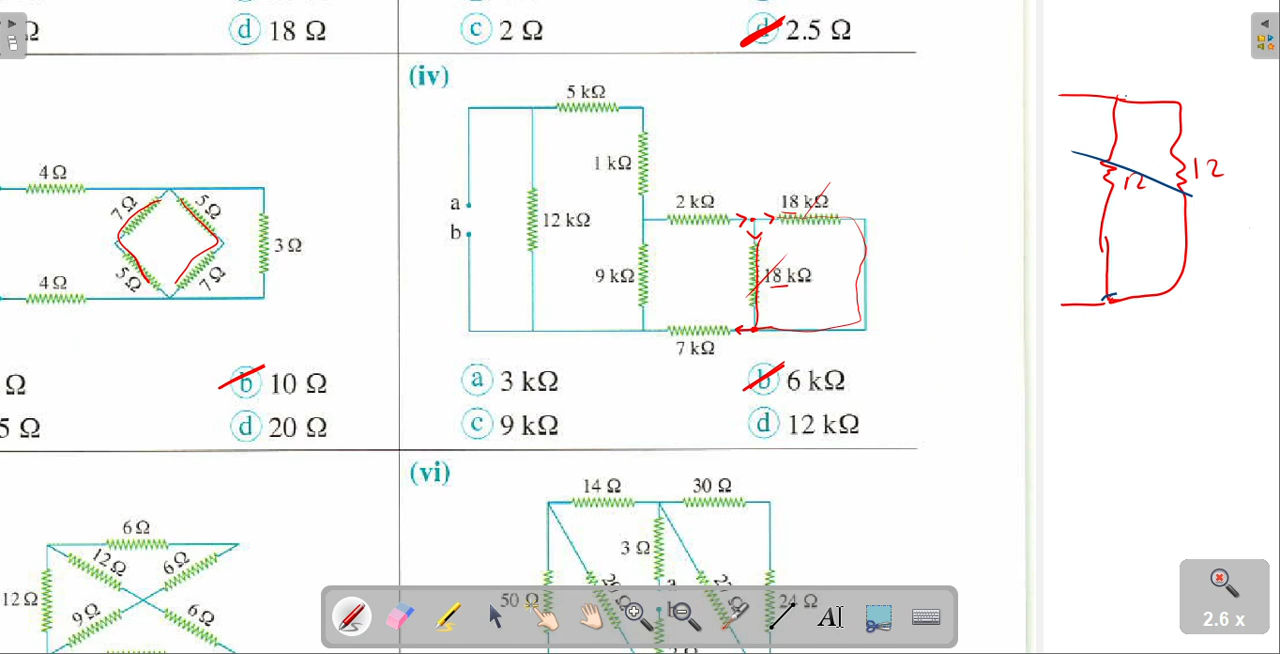 Ω
ⓓ 18 Ω
ⓒ 2 Ω
ⓓ 2.5 Ω
(iv)
5 kΩ
1 kΩ
4 Ω
7 Ω
5 Ω
a
b
12 kΩ
2 kΩ
18 kΩ
12
12
3 Ω
9 kΩ
18 kΩ
5 Ω
7 Ω
4 Ω
7 kΩ
Ω
ⓑ 10 Ω
ⓐ 3 kΩ
ⓑ 6 kΩ
5 Ω
ⓓ 20 Ω
ⓒ 9 kΩ
ⓓ 12 kΩ
(vi)
14 Ω
30 Ω
6 Ω
12 Ω
6 Ω
3 Ω
12 Ω
9 Ω
6 Ω
50 Ω
24 Ω
AI
2.6 x